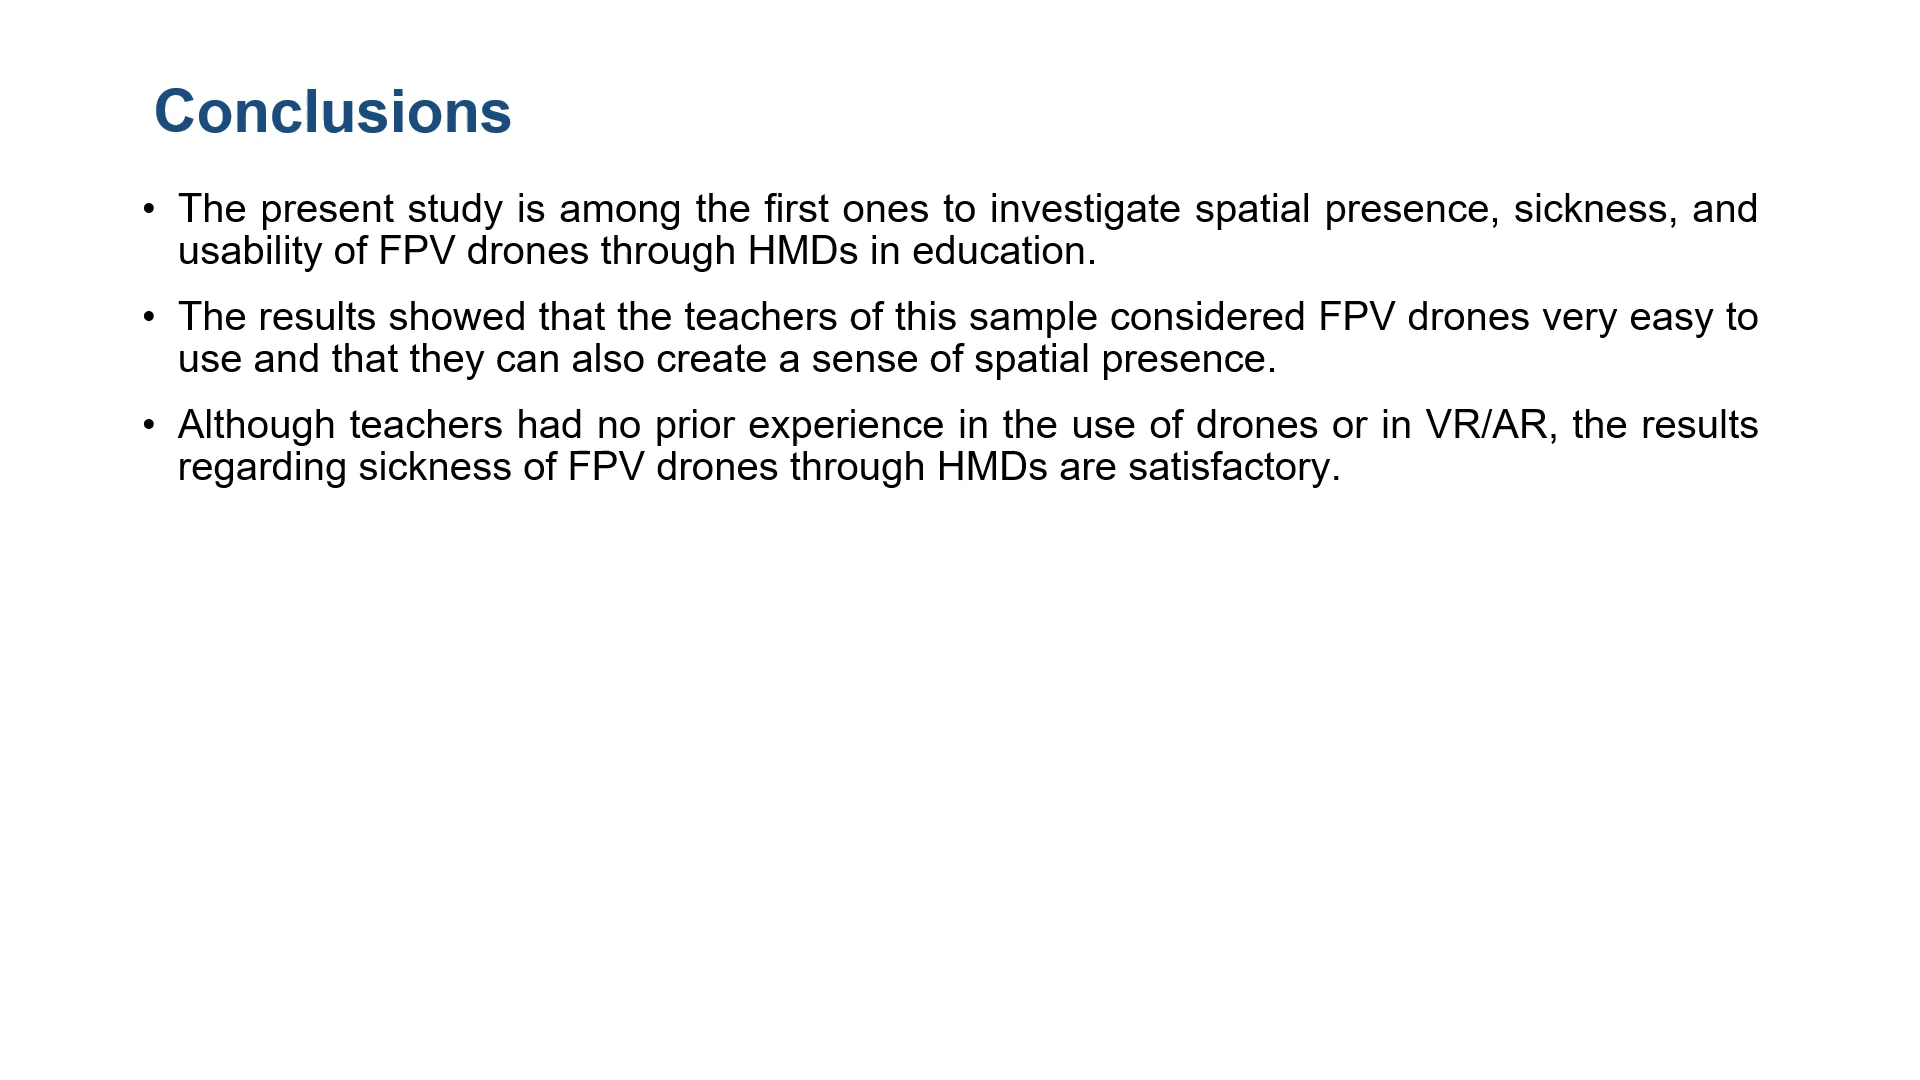 Conclusions
• The present study is among the first ones to investigate spatial presence, sickness, and
usability of FPV drones through HMDs in education.
• The results showed that the teachers of this sample considered FPV drones very easy to
use and that they can also create a sense of spatial presence.
• Although teachers had no prior experience in the use of drones or in VR/AR, the results
regarding sickness of FPV drones through HMDs are satisfactory.